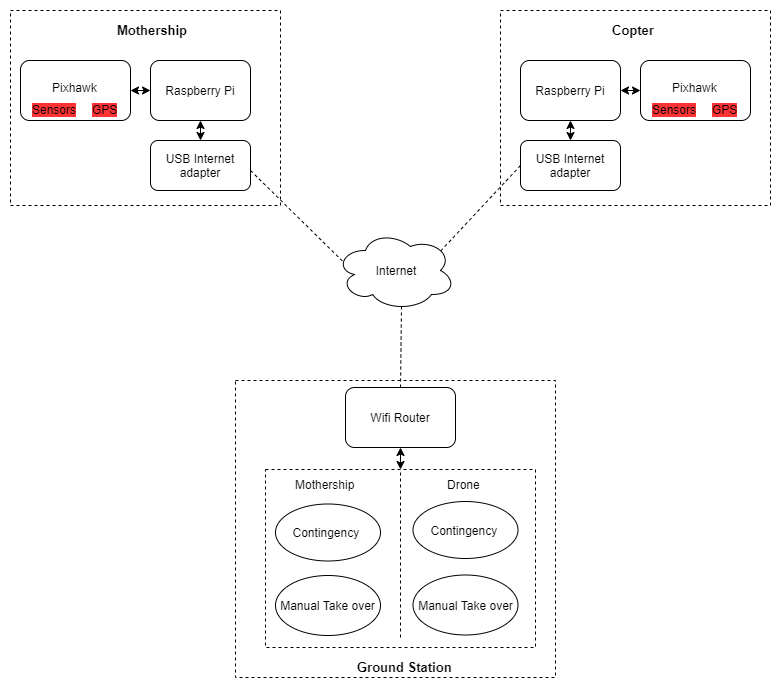 Mothership
Pixhawk
Sensors GPS
Raspberry Pi
USB Internet
adapter
Copter
Raspberry Pi
Pixhawk
Sensors GPS
USB Internet
adapter
Internet
Wifi Router
Mothership
Contingency
Manual Take over
Drone
Contingency
Manual Take over
Ground Station